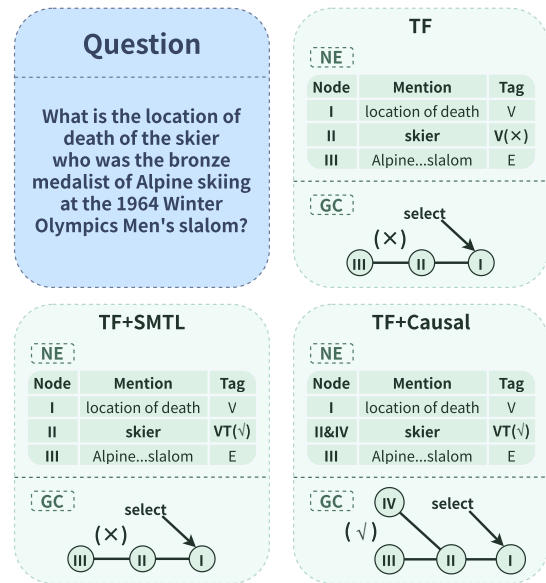 Question
What is the location of
death of the skier
who was the bronze
medalist of Alpine skiing
at the 1964 Winter
Olympics Men's slalom?
TF
NE
Node Mention Tag
I location of death V
II skier V(×)
III Alpine...slalom E
GC
select
(×)
III II I
TF+SMTL
NE
Node Mention Tag
I location of death V
II skier VT(√)
III Alpine...slalom E
GC
select
(×)
III II I
TF+Causal
NE
Node Mention Tag
I location of death V
II&IV skier VT(√)
III Alpine...slalom E
GC
IV
select
(√)
III II I